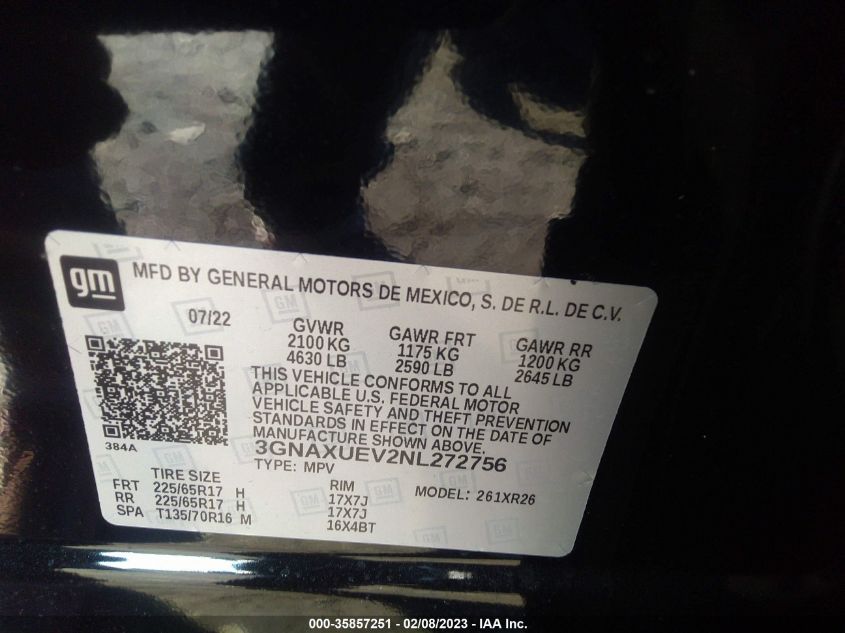 gm
MFD BY GENERAL MOTORS DE MEXICO, S. DE R.L. DE C.V.
07/22
GVWR
2100 KG
4630 LB
GAWR FRT
1175 KG
2590 LB
GAWR RR
1200 KG
2645 LB
THIS VEHICLE CONFORMS TO ALL
APPLICABLE U.S. FEDERAL MOTOR
VEHICLE SAFETY AND THEFT PREVENTION
STANDARDS IN EFFECT ON THE DATE OF
MANUFACTURE SHOWN ABOVE.
384A
3GNAXUEV2NL272756
TYPE: MPV
TIRE SIZE
FRT 225/65R17 H
RR 225/65R17 H
SPA T135/70R16 M
RIM
17X7J
17X7J
16X4BT
MODEL: 261XR26
000-35857251 - 02/08/2023 - IAA Inc.